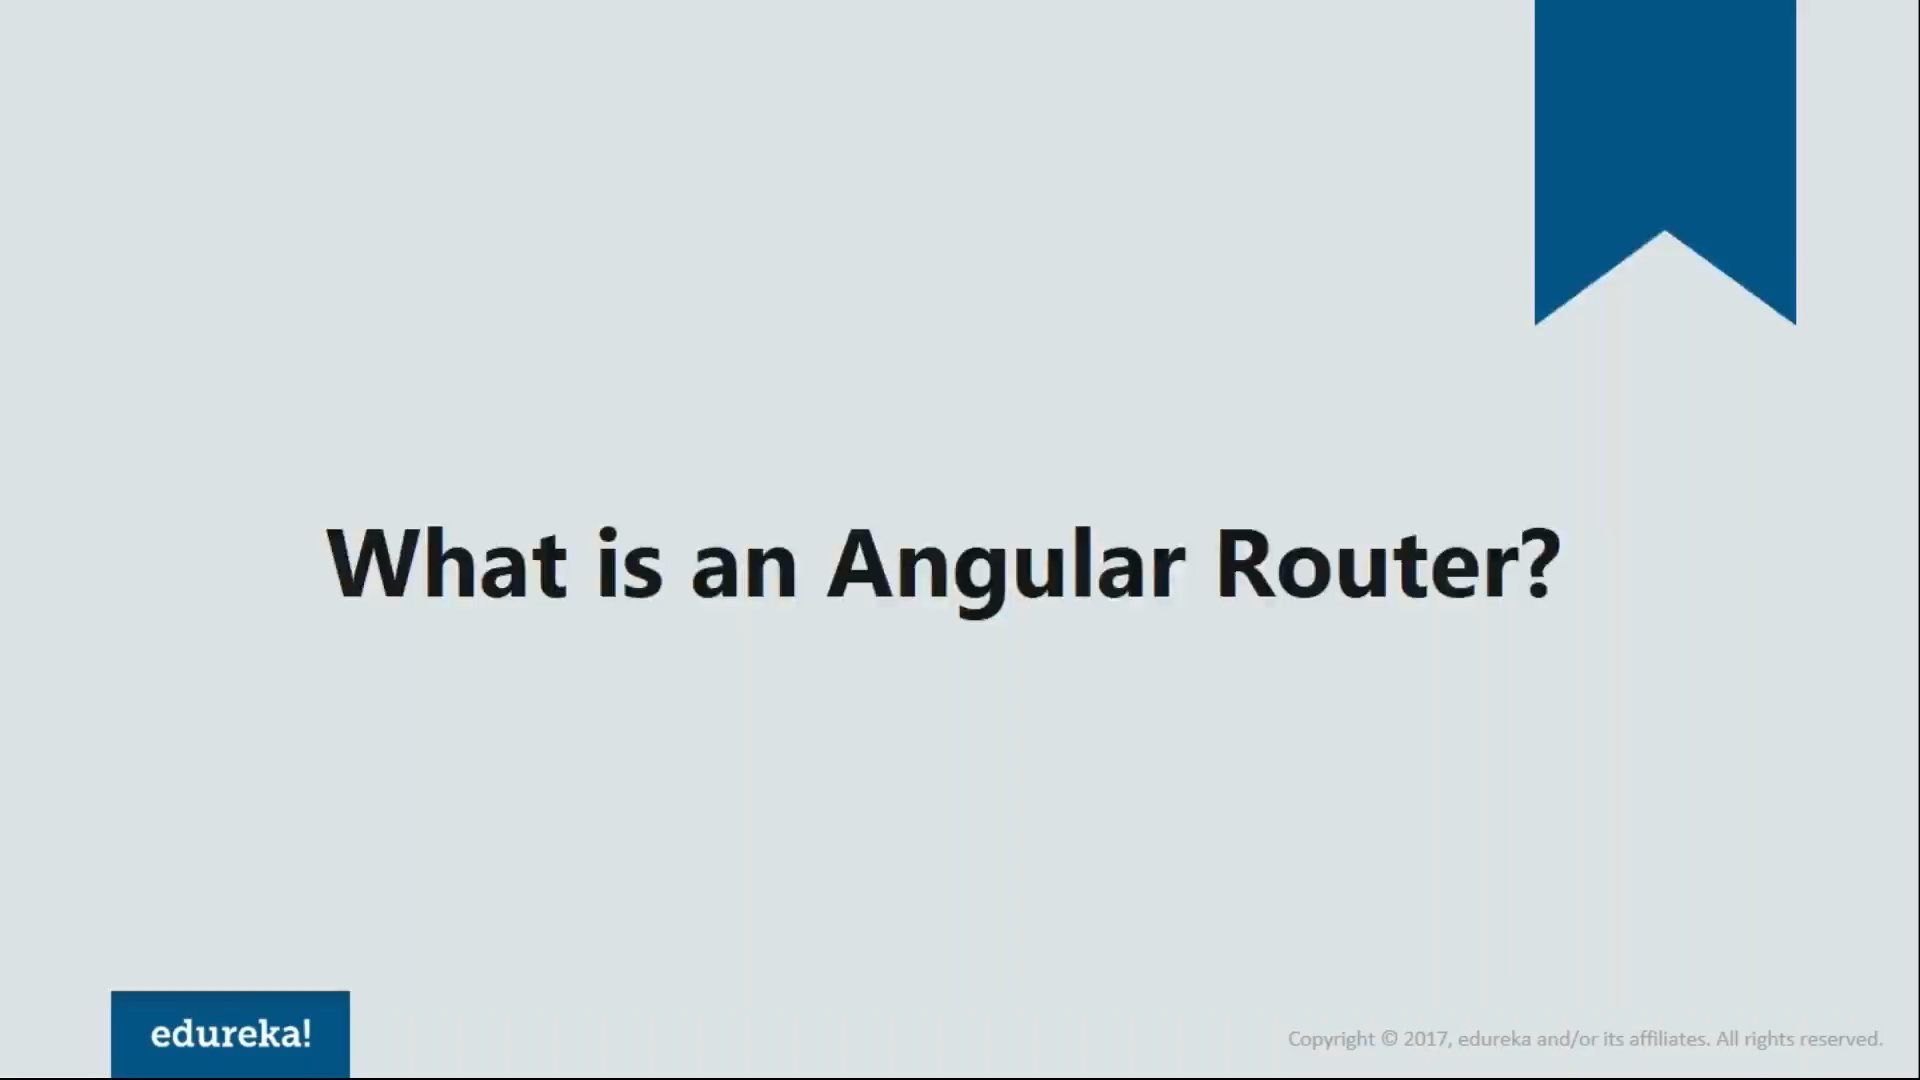 What is an Angular Router?
edureka!
Copyright © 2017, edureka and/or its affiliates. All rights reserved.